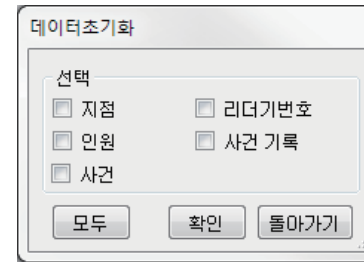 데이터초기화
선택
지점 리더기번호
인원 사건 기록
사건
모두 확인 돌아가기